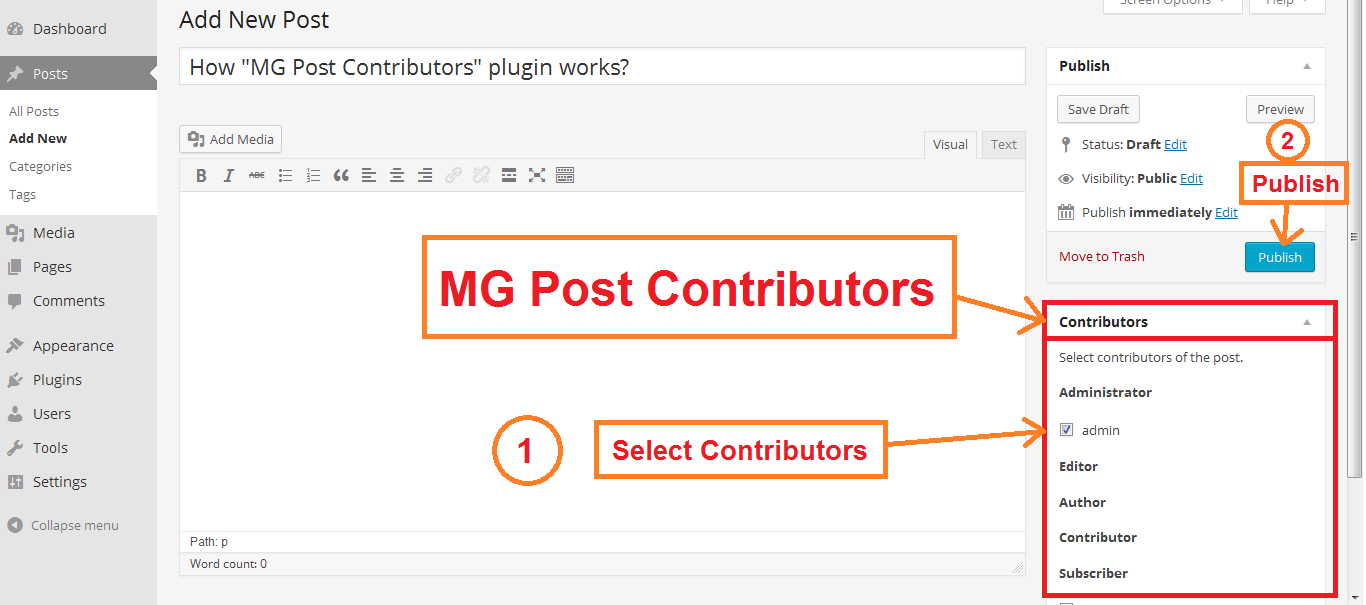 Add New Post
Screen Options
Help
Dashboard
Posts
All Posts
Add New
Categories
Tags
Media
Pages
Comments
Appearance
Plugins
Users
Tools
Settings
Collapse menu
How "MG Post Contributors" plugin works?
Add Media
Visual
Text
B I ABC
MG Post Contributors
1
Select Contributors
Path: p
Word count: 0
Publish
Save Draft
Preview
Status: Draft Edit
2
Visibility: Public Edit
Publish
Publish immediately Edit
Move to Trash
Publish
Contributors
Select contributors of the post.
Administrator
admin
Editor
Author
Contributor
Subscriber